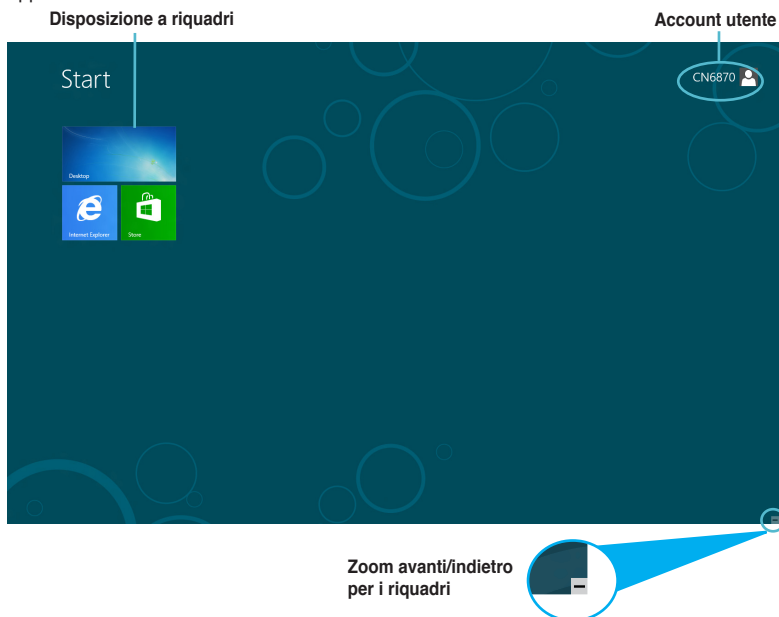 Disposizione a riquadri
Account utente
Start
CN6870
Desktop
Internet Explorer
Store
Zoom avanti/indietro
per i riquadri